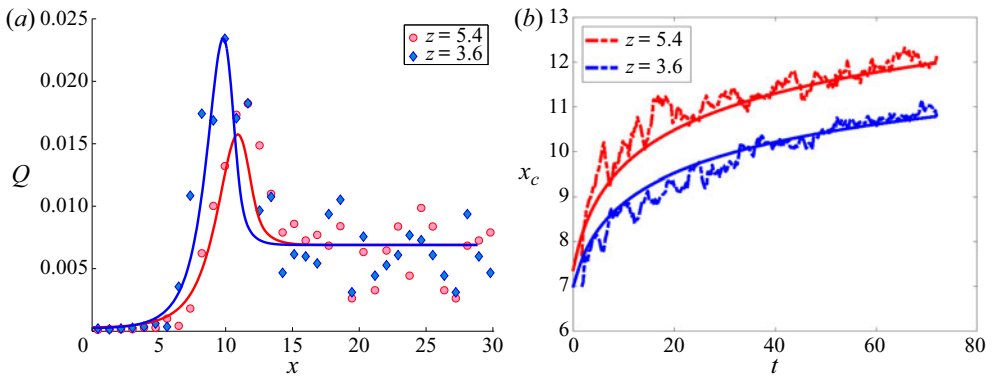 (a)
0.025
0.020
0.015
0.010
0.005
Q
z = 5.4
z = 3.6
0 5 10 15 20 25 30
x
(b)
13
12
11
10
9
8
7
6
x_c
z = 5.4
z = 3.6
0 20 40 60 80
t